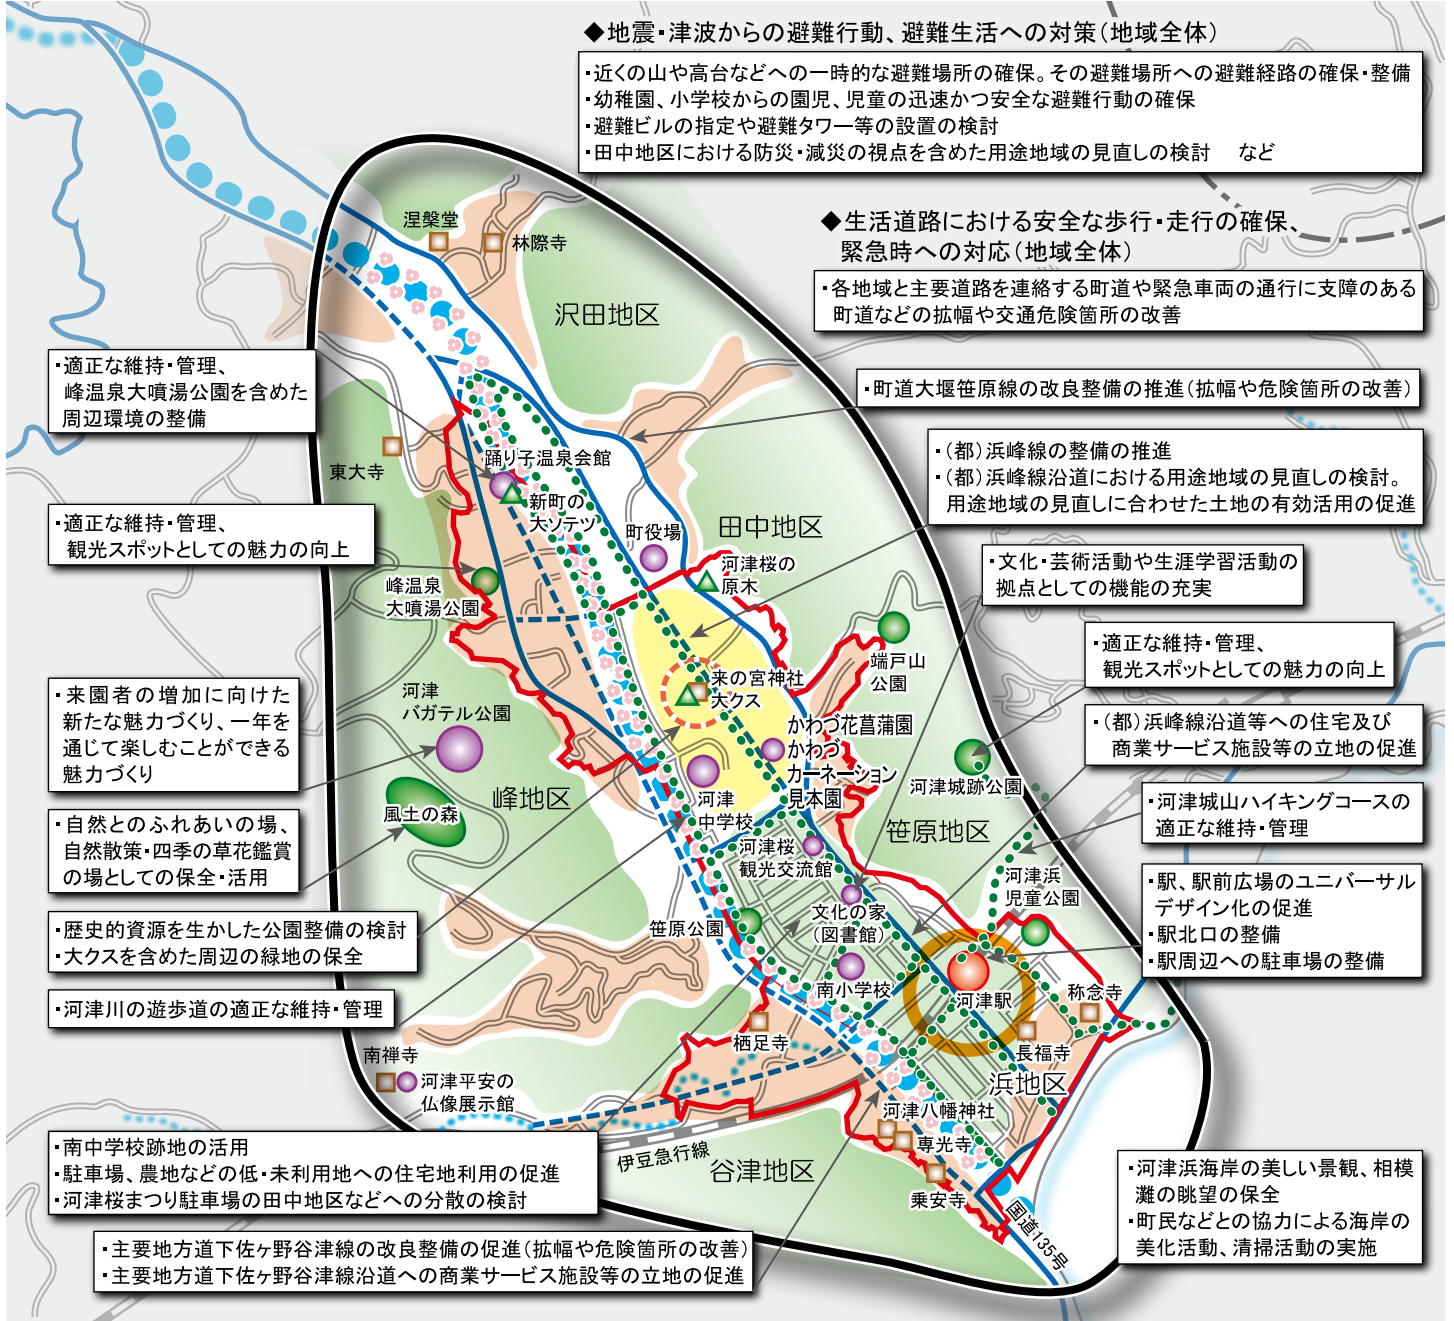 ◆地震・津波からの避難行動、避難生活への対策(地域全体)
・近くの山や高台などへの一時的な避難場所の確保。その避難場所への避難経路の確保・整備
・幼稚園、小学校からの園児、児童の迅速かつ安全な避難行動の確保
・避難ビルの指定や避難タワー等の設置の検討
・田中地区における防災・減災の視点を含めた用途地域の見直しの検討　など
◆生活道路における安全な歩行・走行の確保、
緊急時への対応(地域全体)
・各地域と主要道路を連絡する町道や緊急車両の通行に支障のある
町道などの拡幅や交通危険箇所の改善
涅槃堂
林際寺
沢田地区
・適正な維持・管理、
峰温泉大噴湯公園を含めた
周辺環境の整備
・町道大堰笹原線の改良整備の推進(拡幅や危険箇所の改善)
・(都)浜峰線の整備の推進
・(都)浜峰線沿道における用途地域の見直しの検討。
用途地域の見直しに合わせた土地の有効活用の促進
東大寺
踊り子温泉会館
新町の
大ソテツ
町役場
田中地区
河津桜の
原木
・適正な維持・管理、
観光スポットとしての魅力の向上
・文化・芸術活動や生涯学習活動の
拠点としての機能の充実
峰温泉
大噴湯公園
端戸山
公園
・適正な維持・管理、
観光スポットとしての魅力の向上
来の宮神社
大クス
・来園者の増加に向けた
新たな魅力づくり、一年を
通じて楽しむことができる
魅力づくり
河津
バガテル公園
かわづ花菖蒲園
かわづ
カーネーション
見本園
・(都)浜峰線沿道等への住宅及び
商業サービス施設等の立地の促進
河津城跡公園
風土の森
峰地区
河津
中学校
笹原地区
・河津城山ハイキングコースの
適正な維持・管理
・自然とのふれあいの場、
自然散策・四季の草花鑑賞
の場としての保全・活用
河津桜
観光交流館
河津浜
児童公園
・駅、駅前広場のユニバーサル
デザイン化の促進
・駅北口の整備
・駅周辺への駐車場の整備
・歴史的資源を生かした公園整備の検討
・大クスを含めた周辺の緑地の保全
笹原公園
文化の家
(図書館)
南小学校
河津駅
称念寺
・河津川の遊歩道の適正な維持・管理
栖足寺
長福寺
南禅寺
河津平安の
仏像展示館
浜地区
河津八幡神社
専光寺
・南中学校跡地の活用
・駐車場、農地などの低・未利用地への住宅地利用の促進
・河津桜まつり駐車場の田中地区などへの分散の検討
伊豆急行線
谷津地区
乗安寺
国道135号
・河津浜海岸の美しい景観、相模
灘の眺望の保全
・町民などとの協力による海岸の
美化活動、清掃活動の実施
・主要地方道下佐ヶ野谷津線の改良整備の促進(拡幅や危険箇所の改善)
・主要地方道下佐ヶ野谷津線沿道への商業サービス施設等の立地の促進